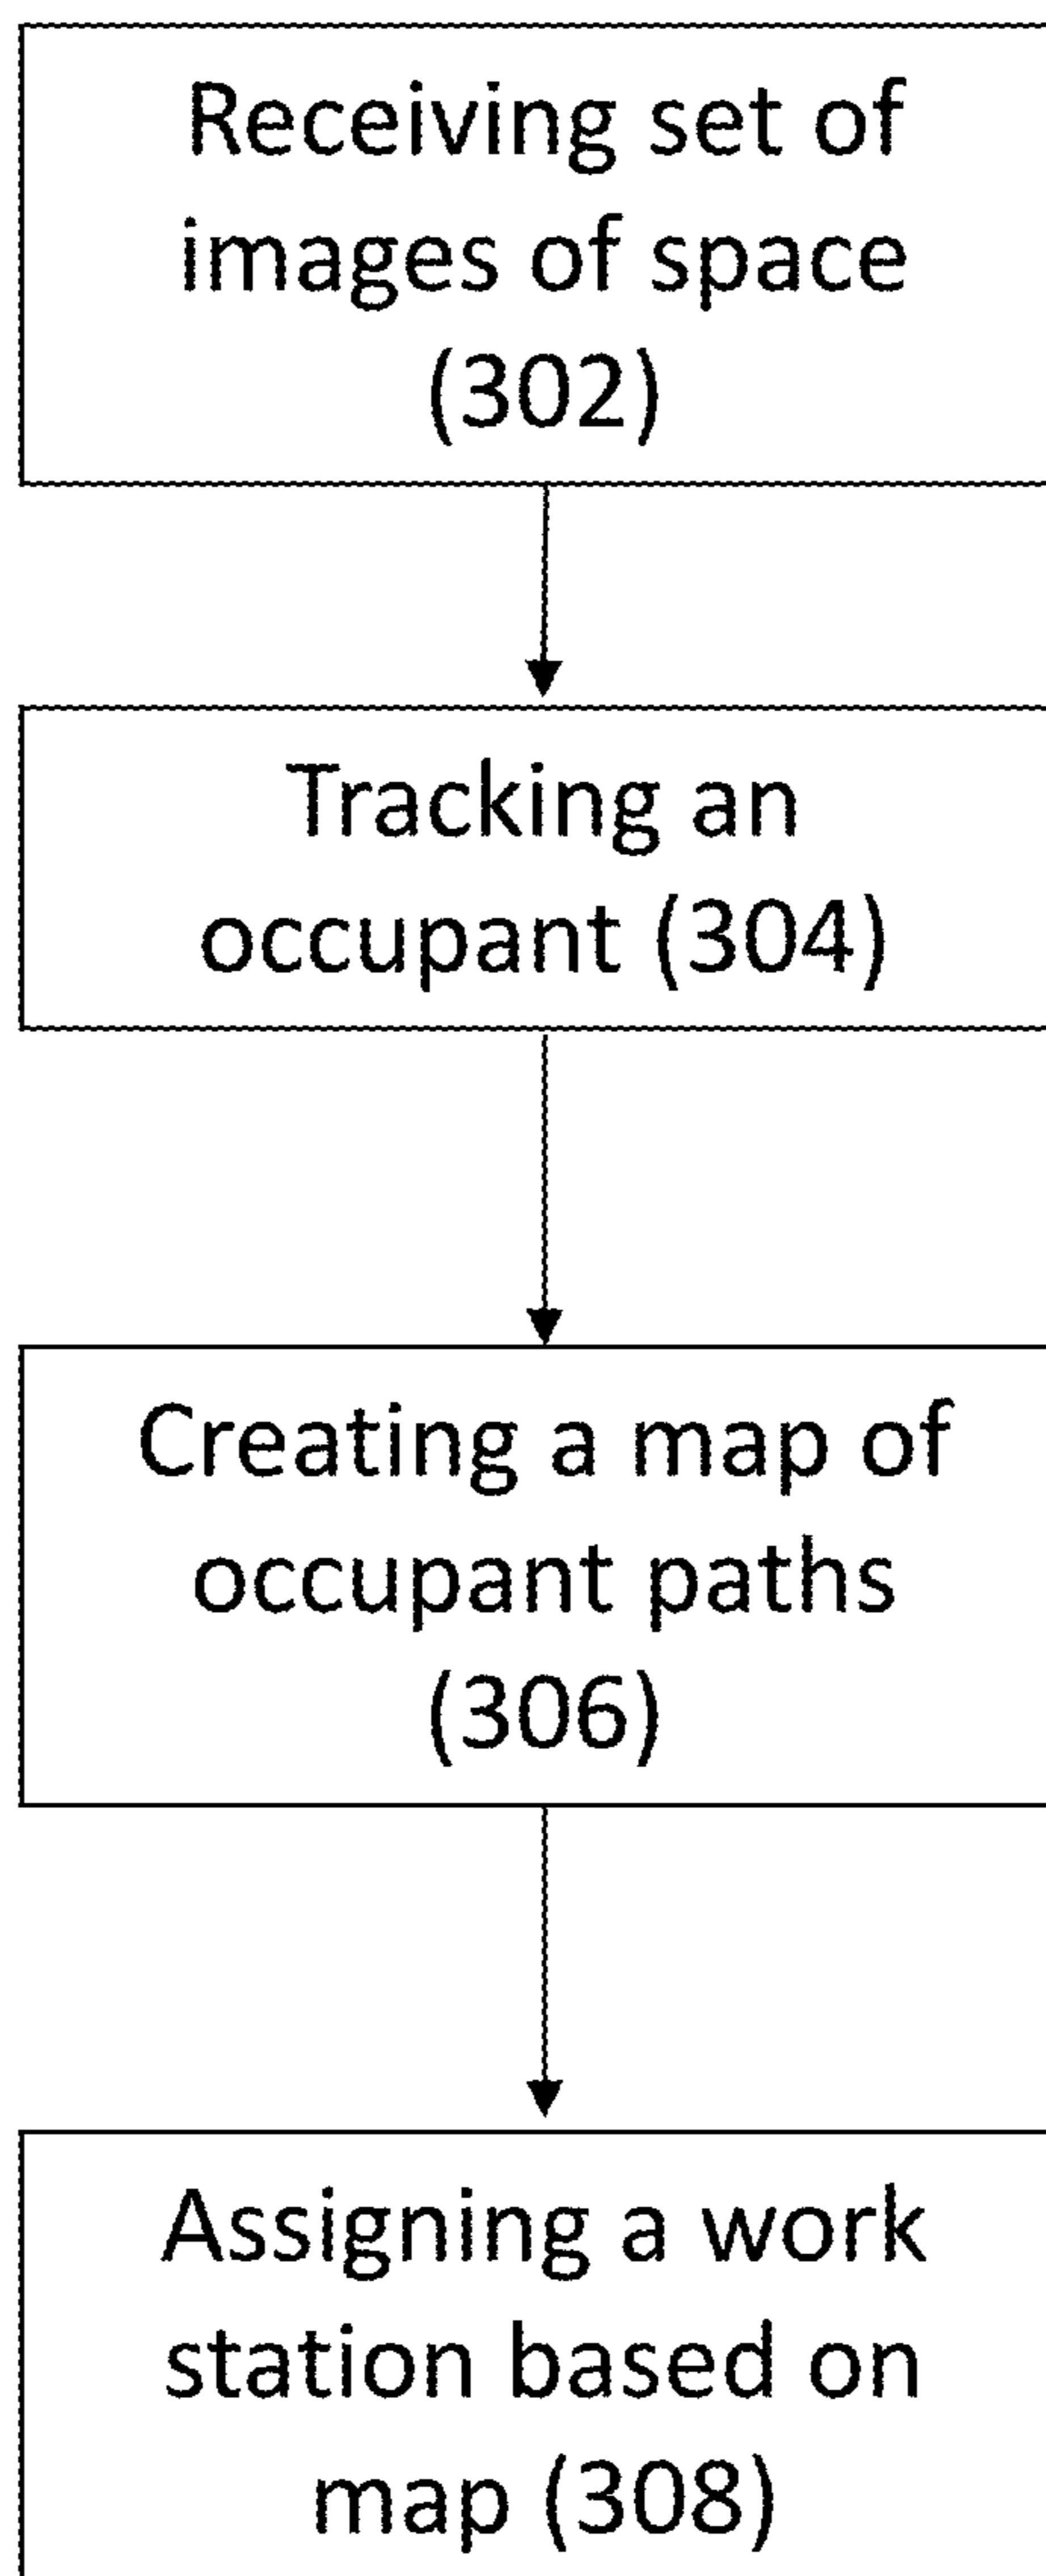 Receiving set of
images of space
(302)
Tracking an
occupant (304)
Creating a map of
occupant paths
(306)
Assigning a work
station based on
map (308)